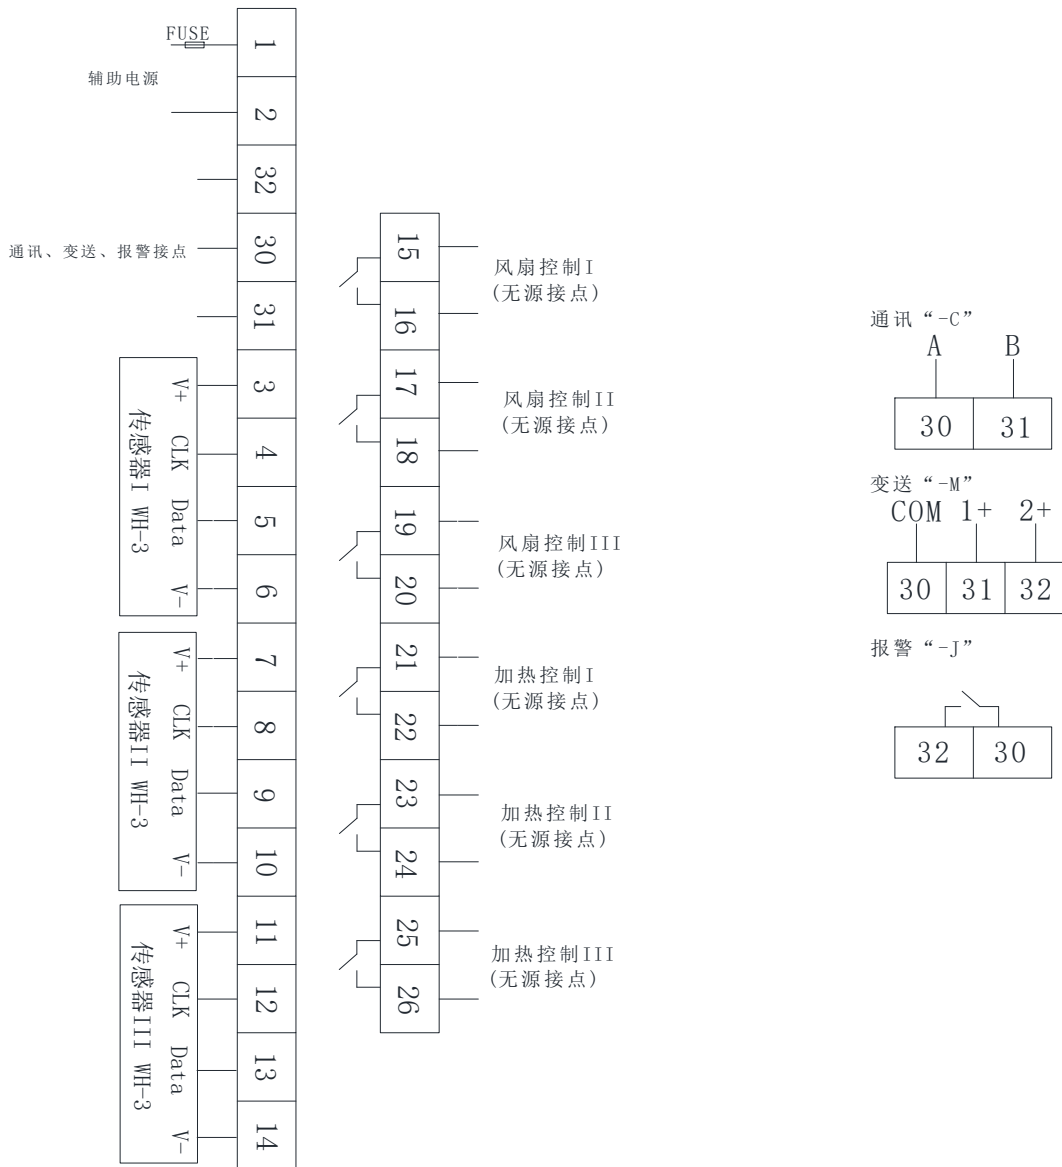 FUSE
1
辅助电源
2
32
通讯、变送、报警接点
30
31
传感器I WH-3
V+ CLK Data V-
3
4
5
6
传感器II WH-3
V+ CLK Data V-
7
8
9
10
传感器III WH-3
V+ CLK Data V-
11
12
13
14
15
16
风扇控制I
(无源接点)
17
18
风扇控制II
(无源接点)
19
20
风扇控制III
(无源接点)
21
22
加热控制I
(无源接点)
23
24
加热控制II
(无源接点)
25
26
加热控制III
(无源接点)
通讯“-C”
A B
30 31
变送“-M”
COM 1+ 2+
30 31 32
报警“-J”
32 30